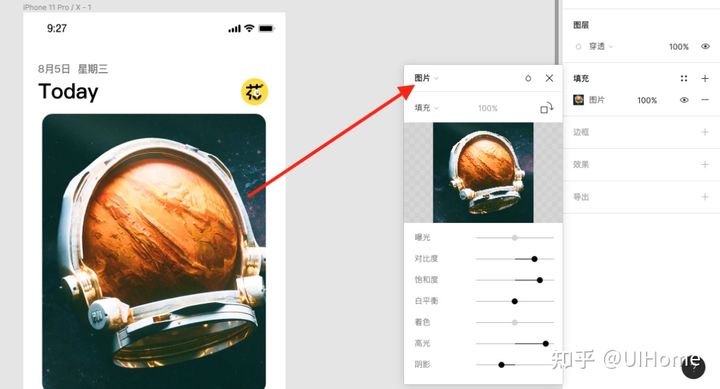 iPhone 11 Pro / X - 1
9:27
8月5日 星期三
Today
花
图片
填充
100%
曝光
对比度
饱和度
白平衡
着色
高光
阴影
图层
穿透
100%
填充
图片
100%
边框
效果
导出
?
知乎 @UIHome